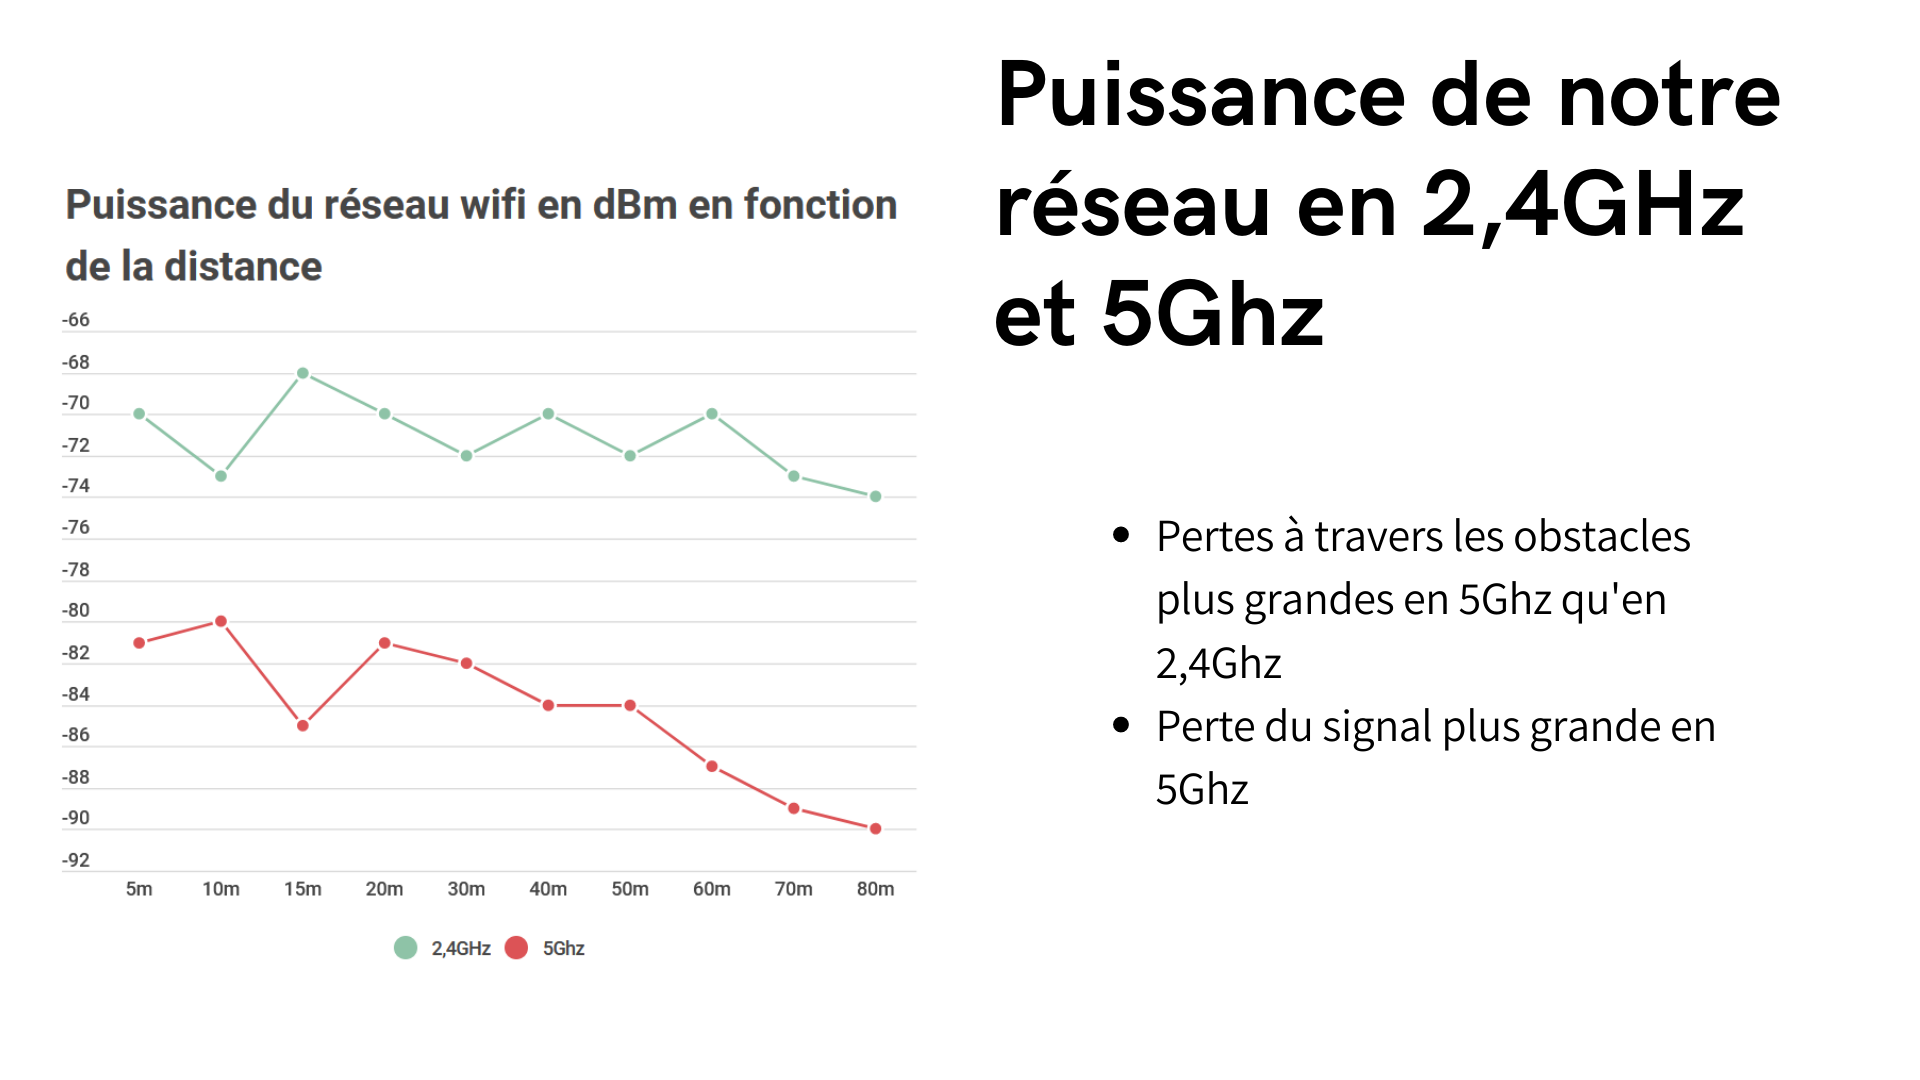 Puissance de notre
réseau en 2,4GHz
et 5Ghz
Puissance du réseau wifi en dBm en fonction
de la distance
-66
-68
-70
-72
-74
-76
-78
-80
-82
-84
-86
-88
-90
-92
5m 10m 15m 20m 30m 40m 50m 60m 70m 80m
2,4GHz 5Ghz
Pertes à travers les obstacles
plus grandes en 5Ghz qu'en
2,4Ghz
Perte du signal plus grande en
5Ghz